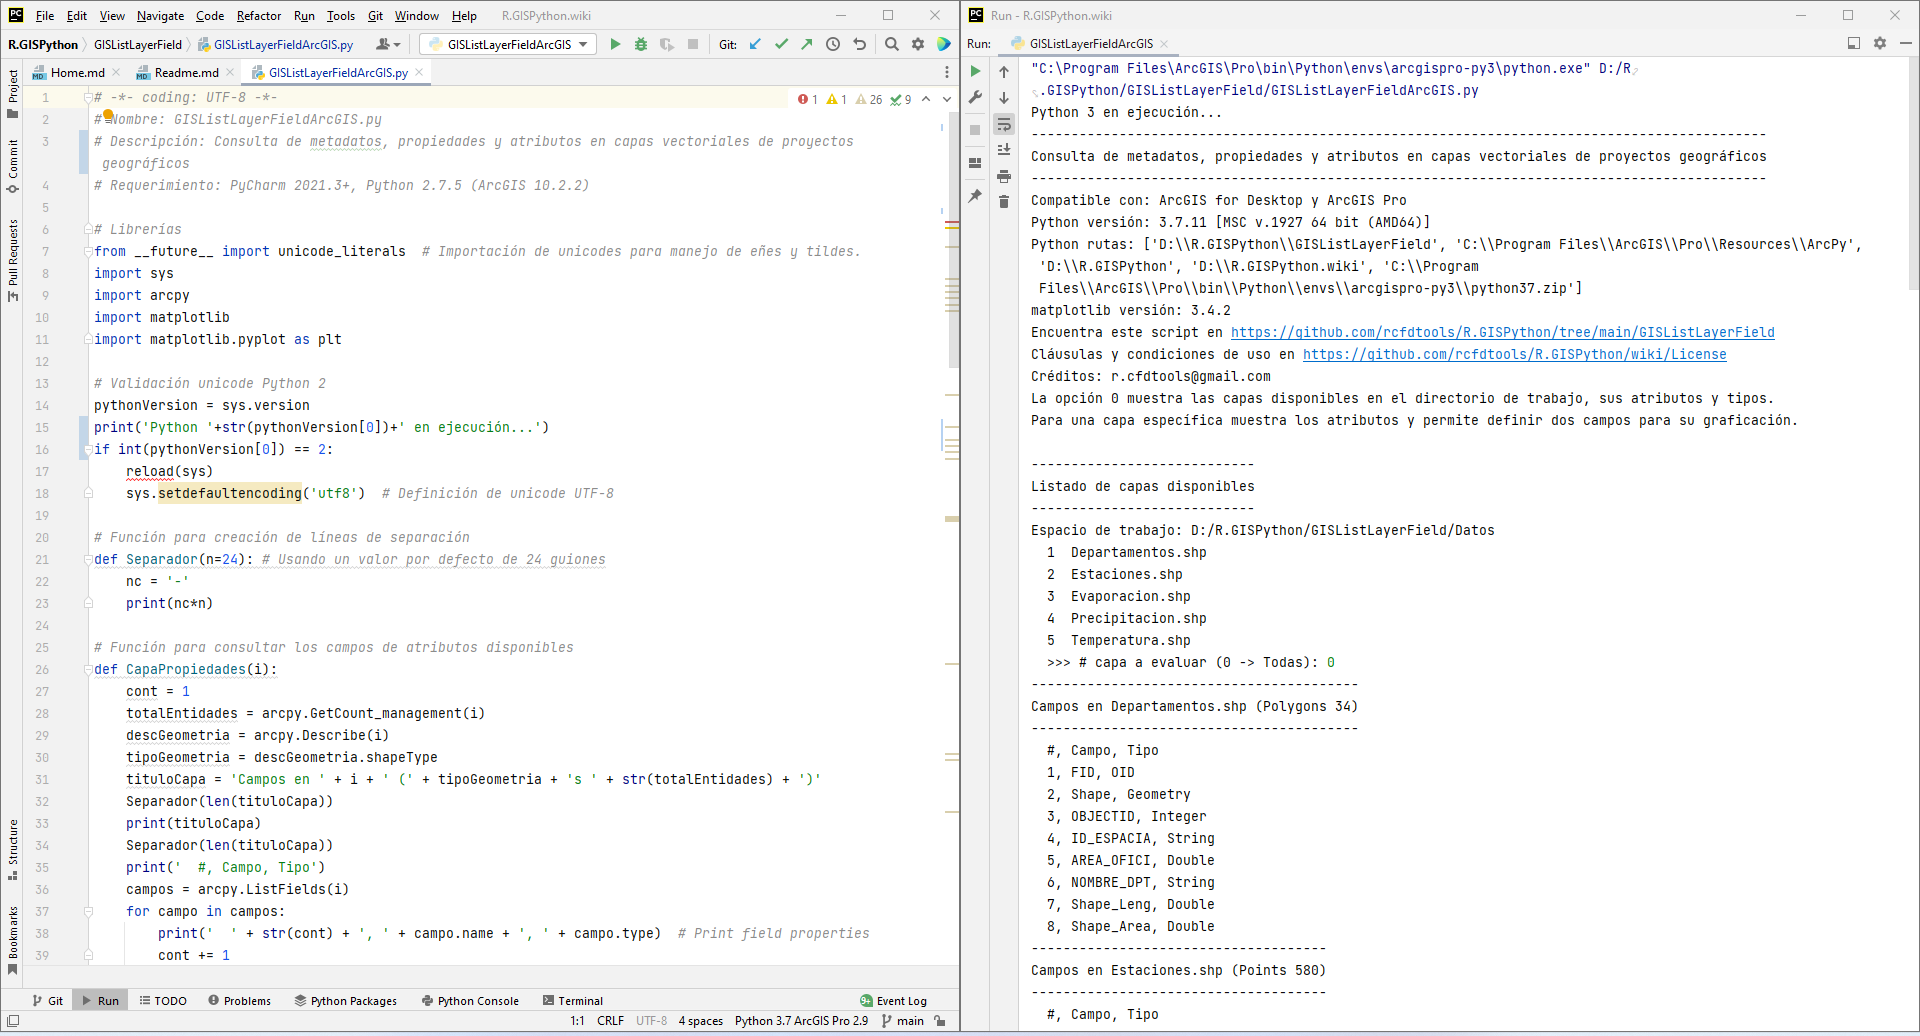 File Edit View Navigate Code Refactor Run Tools Git Window Help R.GISPython.wiki
R.GISPython GISListLayerField GISListLayerFieldArcGIS.py GISListLayerFieldArcGIS Git:
Home.md Readme.md GISListLayerFieldArcGIS.py
Project
Commit
Pull Requests
Structure
Bookmarks
1 1 26 9
1 # -*- coding: UTF-8 -*-
2 # Nombre: GISListLayerFieldArcGIS.py
3 # Descripción: Consulta de metadatos, propiedades y atributos en capas vectoriales de proyectos
geográficos
4 # Requerimiento: PyCharm 2021.3+, Python 2.7.5 (ArcGIS 10.2.2)
5
6 # Librerías
7 from __future__ import unicode_literals  # Importación de unicodes para manejo de eñes y tildes.
8 import sys
9 import arcpy
10 import matplotlib
11 import matplotlib.pyplot as plt
12
13 # Validación unicode Python 2
14 pythonVersion = sys.version
15 print('Python '+str(pythonVersion[0])+' en ejecución...')
16 if int(pythonVersion[0]) == 2:
17     reload(sys)
18     sys.setdefaultencoding('utf8')  # Definición de unicode UTF-8
19
20 # Función para creación de líneas de separación
21 def Separador(n=24): # Usando un valor por defecto de 24 guiones
22     nc = '-'
23     print(nc*n)
24
25 # Función para consultar los campos de atributos disponibles
26 def CapaPropiedades(i):
27     cont = 1
28     totalEntidades = arcpy.GetCount_management(i)
29     descGeometria = arcpy.Describe(i)
30     tipoGeometria = descGeometria.shapeType
31     tituloCapa = 'Campos en ' + i + ' (' + tipoGeometria + 's ' + str(totalEntidades) + ')'
32     Separador(len(tituloCapa))
33     print(tituloCapa)
34     Separador(len(tituloCapa))
35     print('  #, Campo, Tipo')
36     campos = arcpy.ListFields(i)
37     for campo in campos:
38         print('  ' + str(cont) + ', ' + campo.name + ', ' + campo.type)  # Print field properties
39         cont += 1
Git Run TODO Problems Python Packages Python Console Terminal 9+ Event Log
1:1 CRLF UTF-8 4 spaces Python 3.7 ArcGIS Pro 2.9 main
Run - R.GISPython.wiki
Run: GISListLayerFieldArcGIS
"C:\Program Files\ArcGIS\Pro\bin\Python\envs\arcgispro-py3\python.exe" D:/R
.GISPython/GISListLayerField/GISListLayerFieldArcGIS.py
Python 3 en ejecución...
--------------------------------------------------------------------------------------------
Consulta de metadatos, propiedades y atributos en capas vectoriales de proyectos geográficos
--------------------------------------------------------------------------------------------
Compatible con: ArcGIS for Desktop y ArcGIS Pro
Python versión: 3.7.11 [MSC v.1927 64 bit (AMD64)]
Python rutas: ['D:\\R.GISPython\\GISListLayerField', 'C:\\Program Files\\ArcGIS\\Pro\\Resources\\ArcPy',
'D:\\R.GISPython', 'D:\\R.GISPython.wiki', 'C:\\Program
Files\\ArcGIS\\Pro\\bin\\Python\\envs\\arcgispro-py3\\python37.zip']
matplotlib versión: 3.4.2
Encuentra este script en https://github.com/rcfdtools/R.GISPython/tree/main/GISListLayerField
Cláusulas y condiciones de uso en https://github.com/rcfdtools/R.GISPython/wiki/License
Créditos: r.cfdtools@gmail.com
La opción 0 muestra las capas disponibles en el directorio de trabajo, sus atributos y tipos.
Para una capa específica muestra los atributos y permite definir dos campos para su graficación.
----------------------------
Listado de capas disponibles
----------------------------
Espacio de trabajo: D:/R.GISPython/GISListLayerField/Datos
1  Departamentos.shp
2  Estaciones.shp
3  Evaporacion.shp
4  Precipitacion.shp
5  Temperatura.shp
>>> # capa a evaluar (0 -> Todas): 0
-----------------------------------------
Campos en Departamentos.shp (Polygons 34)
-----------------------------------------
#, Campo, Tipo
1, FID, OID
2, Shape, Geometry
3, OBJECTID, Integer
4, ID_ESPACIA, String
5, AREA_OFICI, Double
6, NOMBRE_DPT, String
7, Shape_Leng, Double
8, Shape_Area, Double
-------------------------------------
Campos en Estaciones.shp (Points 580)
-------------------------------------
#, Campo, Tipo